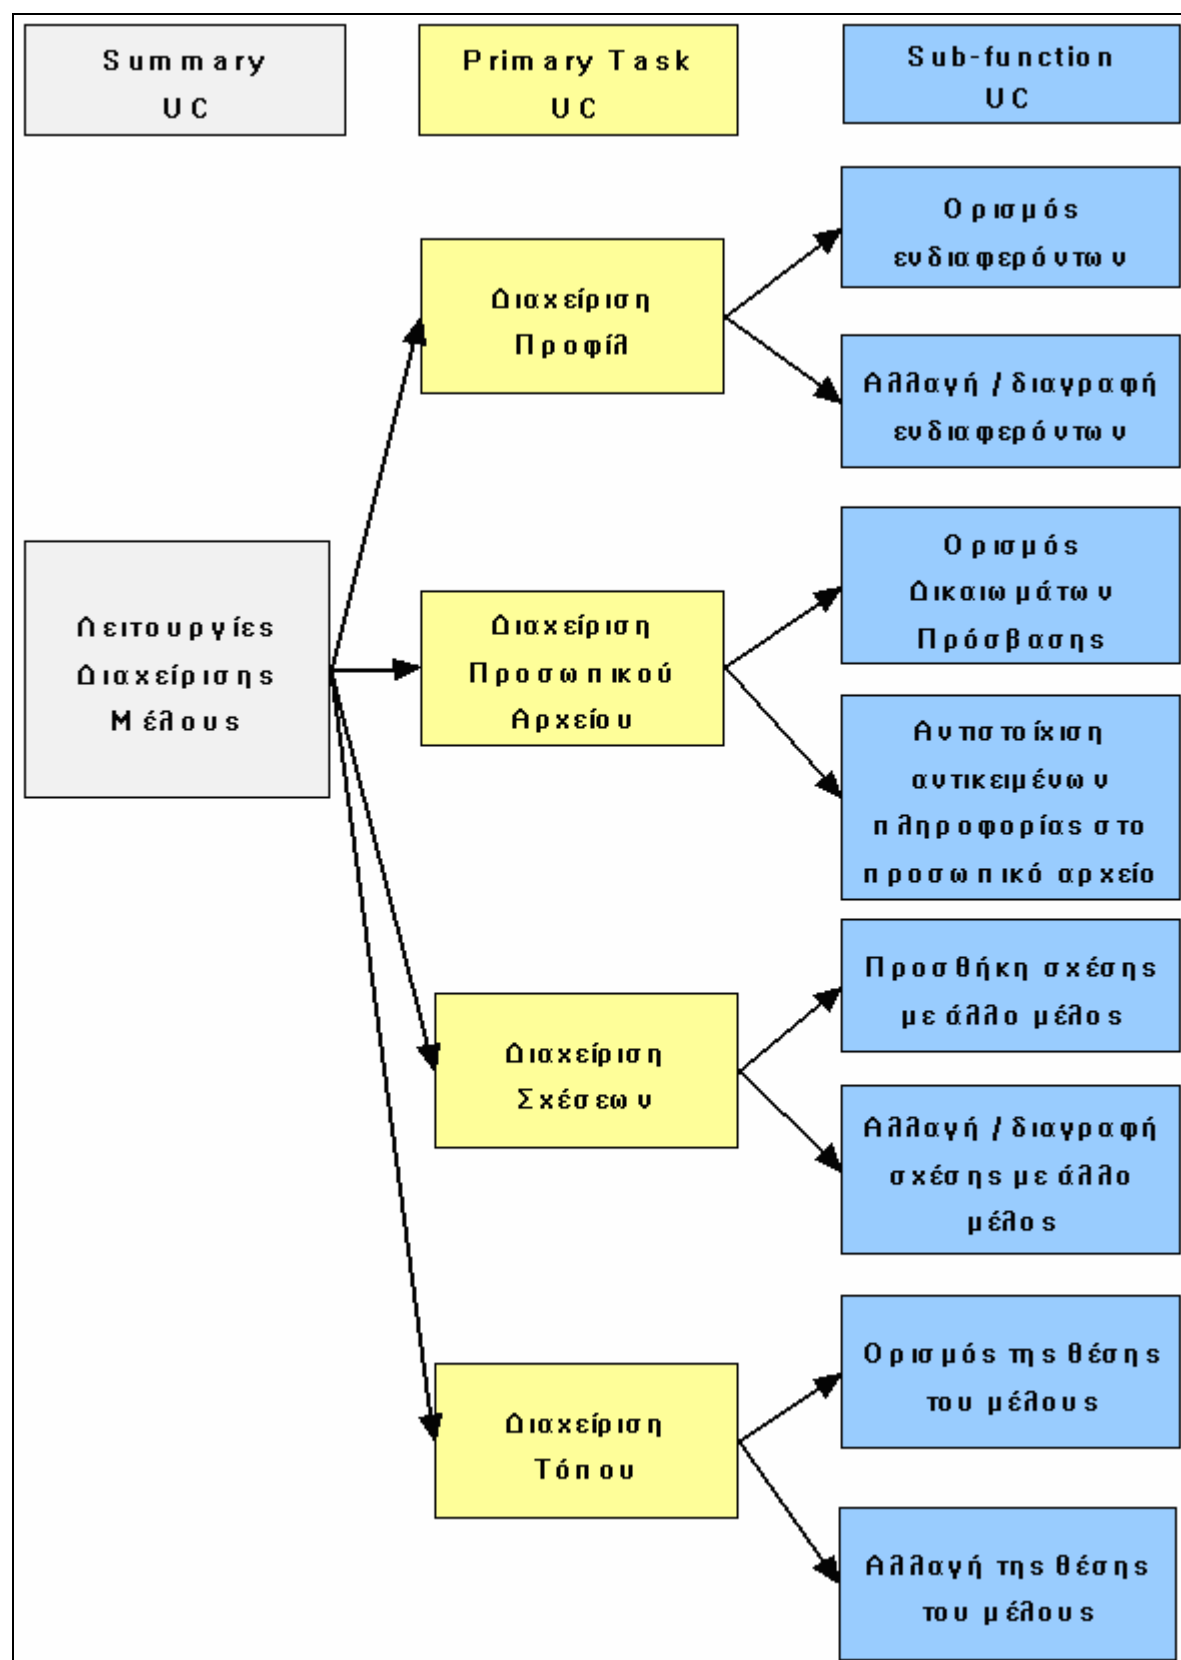 Summary
UC
Primary Task
UC
Sub-function
UC
Ορισμός
ενδιαφερόντων
Διαχείριση
Προφίλ
Αλλαγή / διαγραφή
ενδιαφερόντων
Λειτουργίες
Διαχείρισης
Μέλους
Διαχείριση
Προσωπικού
Αρχείου
Ορισμός
Δικαιωμάτων
Πρόσβασης
Αντιστοίχιση
αντικειμένων
πληροφορίας στο
προσωπικό αρχείο
Προσθήκη σχέσης
με άλλο μέλος
Διαχείριση
Σχέσεων
Αλλαγή / διαγραφή
σχέσης με άλλο
μέλος
Ορισμός της θέσης
του μέλους
Διαχείριση
Τόπου
Αλλαγή της θέσης
του μέλους